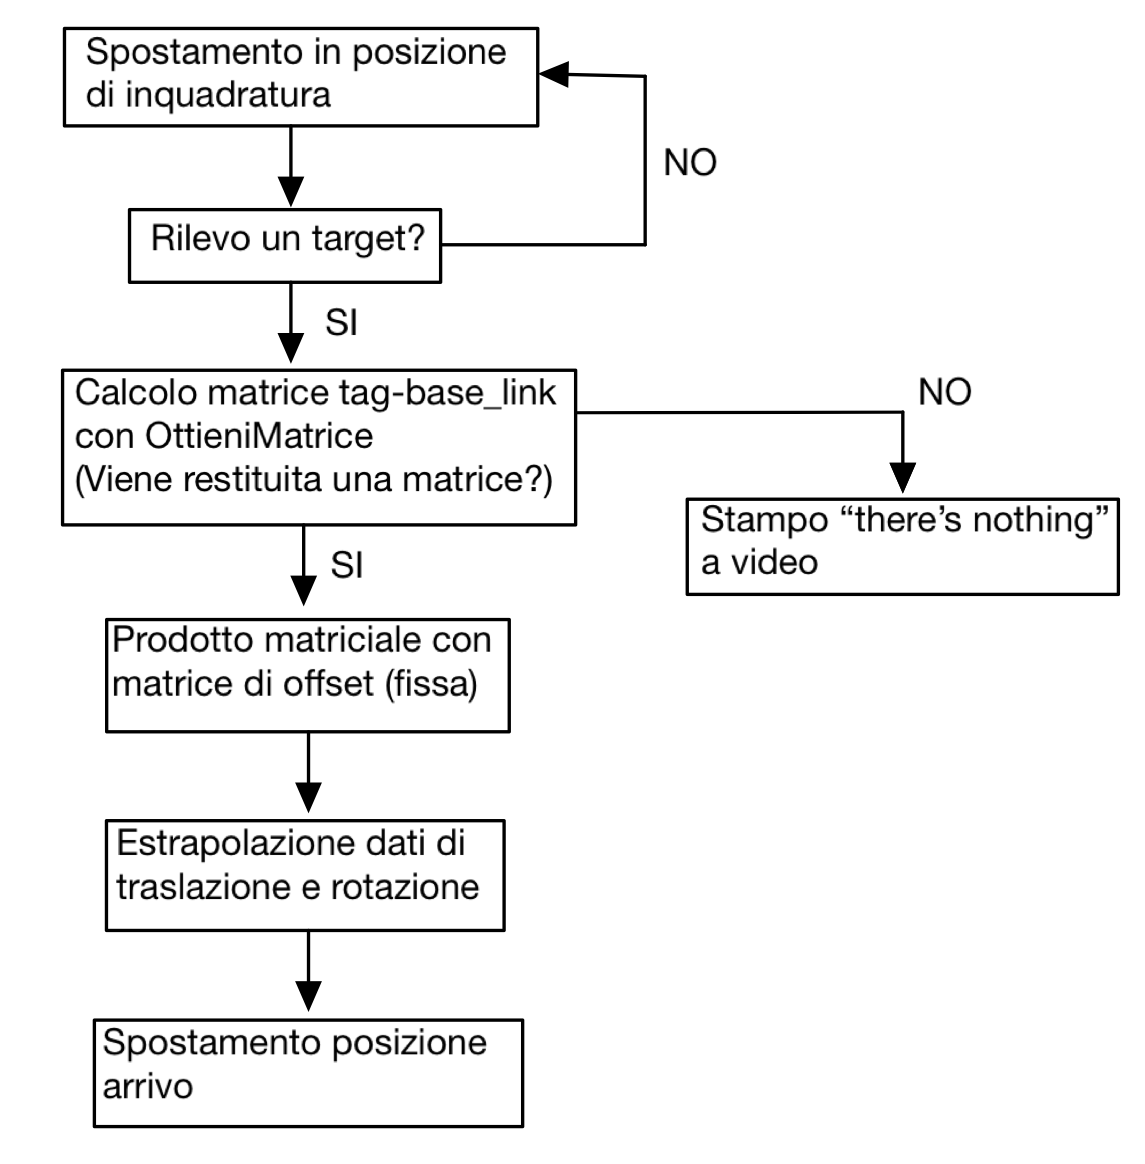 Spostamento in posizione
di inquadratura
NO
Rilevo un target?
SI
Calcolo matrice tag-base_link
con OttieniMatrice
(Viene restituita una matrice?)
NO
Stampo “there’s nothing”
a video
SI
Prodotto matriciale con
matrice di offset (fissa)
Estrapolazione dati di
traslazione e rotazione
Spostamento posizione
arrivo